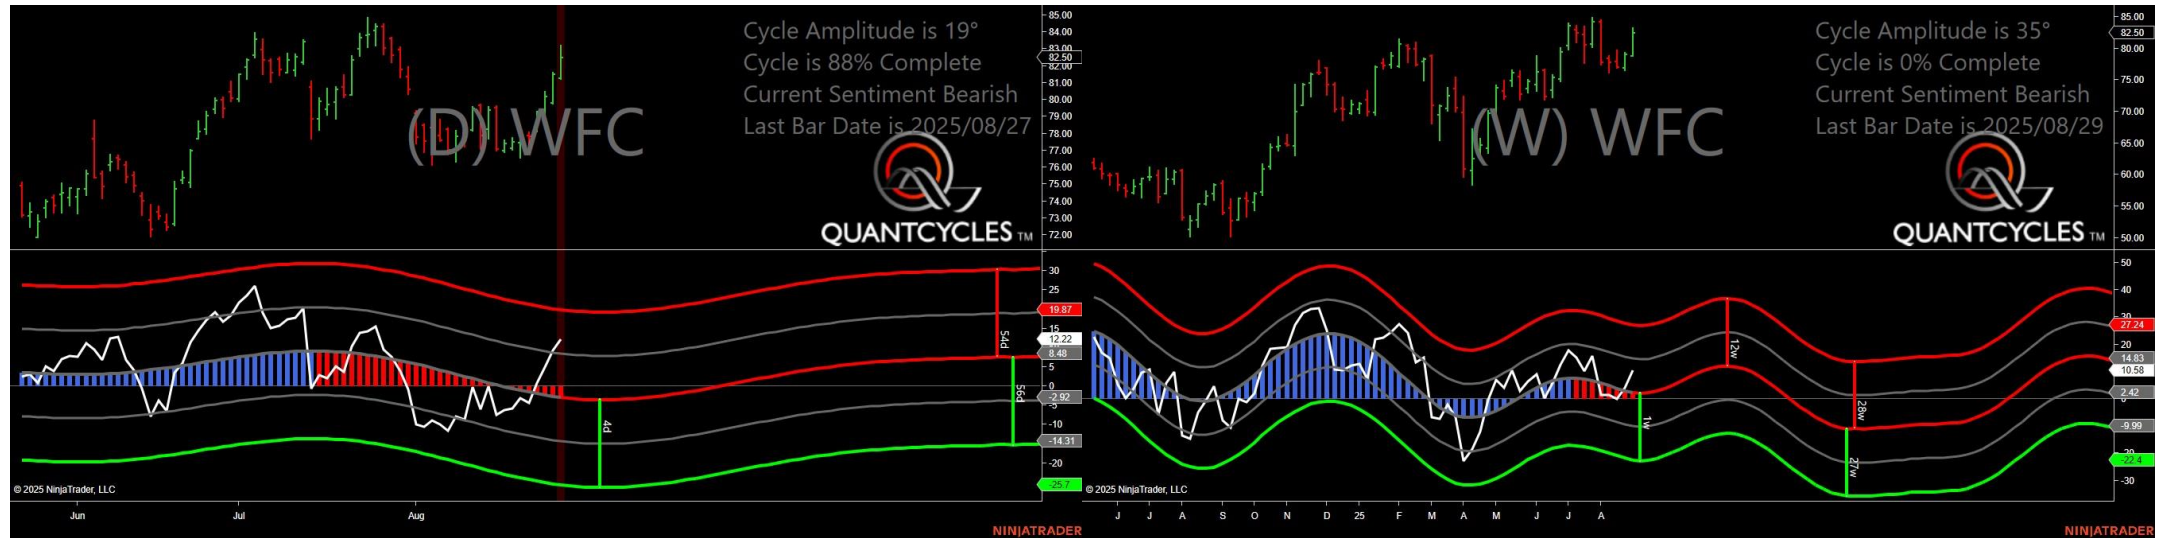 Cycle Amplitude is 19°
Cycle is 88% Complete
Current Sentiment Bearish
Last Bar Date is 2025/08/27
(D) WFC
QUANTCYCLES TM
85.00
84.00
83.00
82.50
82.00
81.00
80.00
79.00
78.00
77.00
76.00
75.00
74.00
73.00
72.00
30
25
19.87
15
12.22
8.48
5
0
-2.92
-5
-10
-14.31
-20
-25.7
54d
56d
4d
© 2025 NinjaTrader, LLC
Jun
Jul
Aug
NINJATRADER
Cycle Amplitude is 35°
Cycle is 0% Complete
Current Sentiment Bearish
Last Bar Date is 2025/08/29
(W) WFC
QUANTCYCLES TM
85.00
82.50
80.00
75.00
70.00
65.00
60.00
55.00
50.00
50
40
30
27.24
20
14.83
10.58
2.42
0
-9.99
-22.4
-30
12w
1w
28w
27w
© 2025 NinjaTrader, LLC
J
J
A
S
O
N
D
25
F
M
A
M
J
J
A
NINJATRADER